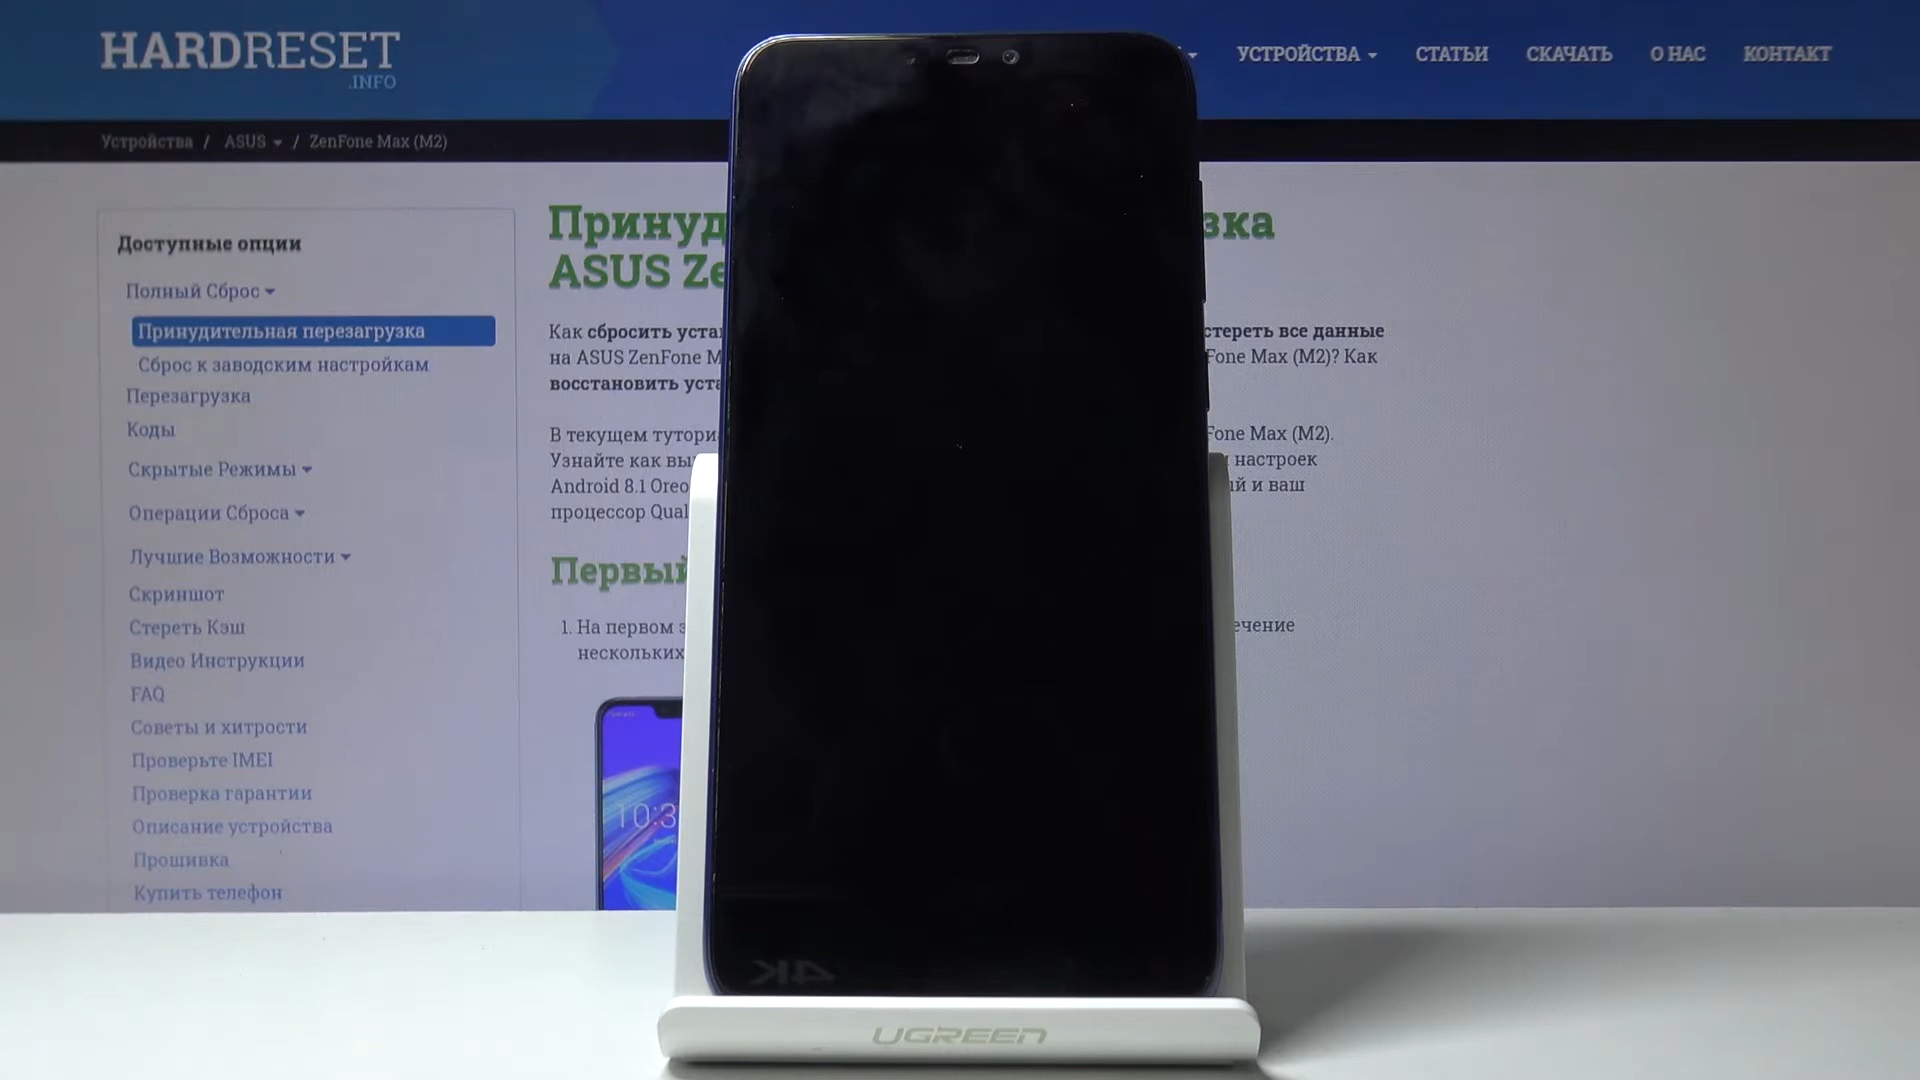 HARDRESET
.INFO
УСТРОЙСТВА
СТАТЬИ
СКАЧАТЬ
О НАС
КОНТАКТ
Устройства / ASUS / ZenFone Max (M2)
Доступные опции
Полный Сброс
Принудительная перезагрузка
Сброс к заводским настройкам
Перезагрузка
Коды
Скрытые Режимы
Операции Сброса
Лучшие Возможности
Скриншот
Стереть Кэш
Видео Инструкции
FAQ
Советы и хитрости
Проверьте IMEI
Проверка гарантии
Описание устройства
Прошивка
Купить телефон
Принуд зка
ASUS Ze
Как сбросить уста стереть все данные
на ASUS ZenFone M Fone Max (M2)? Как
восстановить уста
В текущем тутори Fone Max (M2).
Узнайте как вы настроек
Android 8.1 Oreo й и ваш
процессор Qual
Первый
1. На первом э ечение
нескольких
10:3
4K
UGREEN